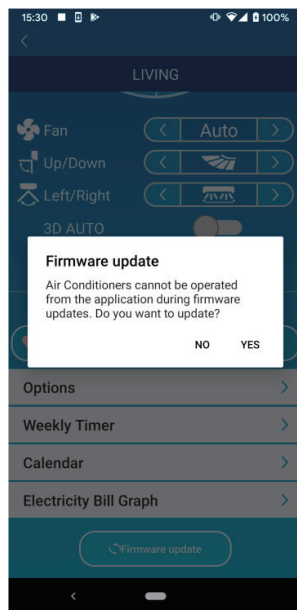 15:30 100%
LIVING
Fan Auto
Up/Down
Left/Right
3D AUTO
Firmware update
Air Conditioners cannot be operated
from the application during firmware
updates. Do you want to update?
NO YES
Options
Weekly Timer
Calendar
Electricity Bill Graph
Firmware update